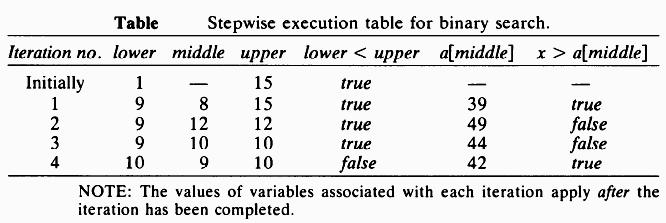 Table Stepwise execution table for binary search.
Iteration no. lower middle upper lower < upper a[middle] x > a[middle]
Initially 1 — 15 true — —
1 9 8 15 true 39 true
2 9 12 12 true 49 false
3 9 10 10 true 44 false
4 10 9 10 false 42 true
NOTE: The values of variables associated with each iteration apply after the
iteration has been completed.